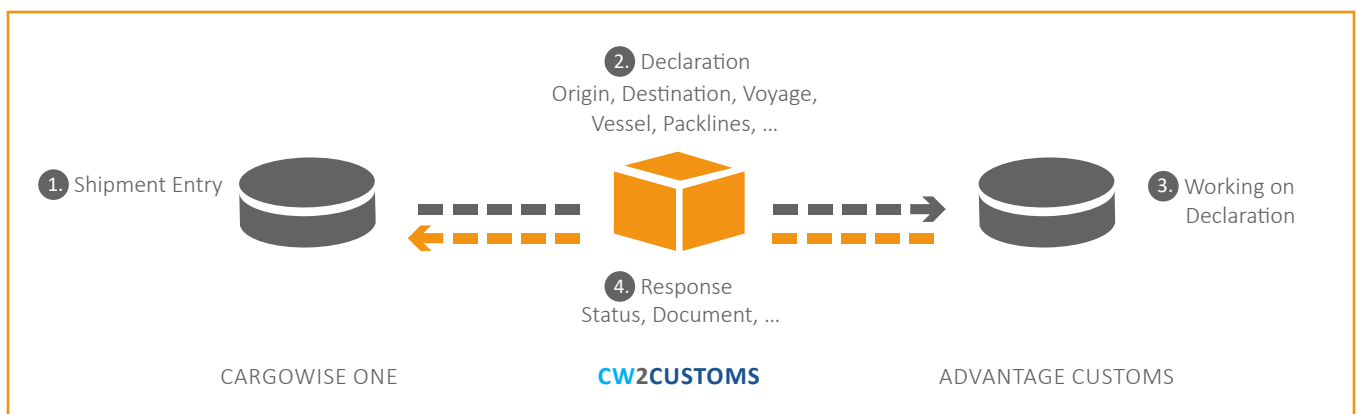 2. Declaration
Origin, Destination, Voyage,
Vessel, Packlines, ...
1. Shipment Entry
3. Working on
Declaration
4. Response
Status, Document, ...
CARGOWISE ONE
CW2CUSTOMS
ADVANTAGE CUSTOMS